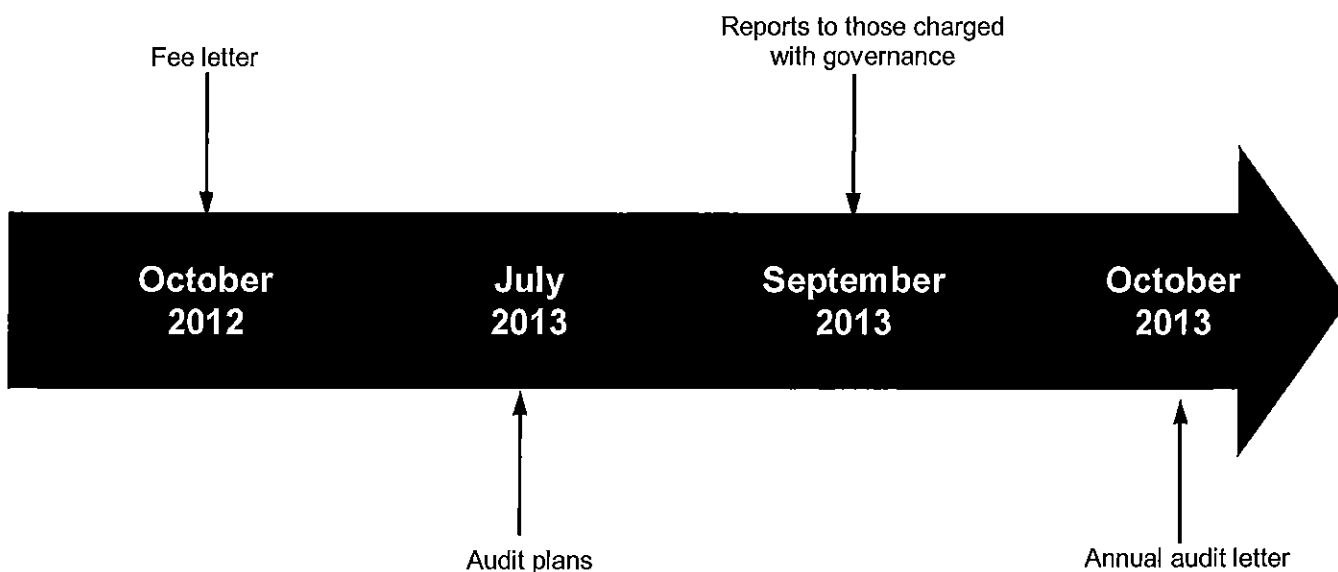 Reports to those charged
with governance
Fee letter
October
2012
July
2013
September
2013
October
2013
Audit plans
Annual audit letter